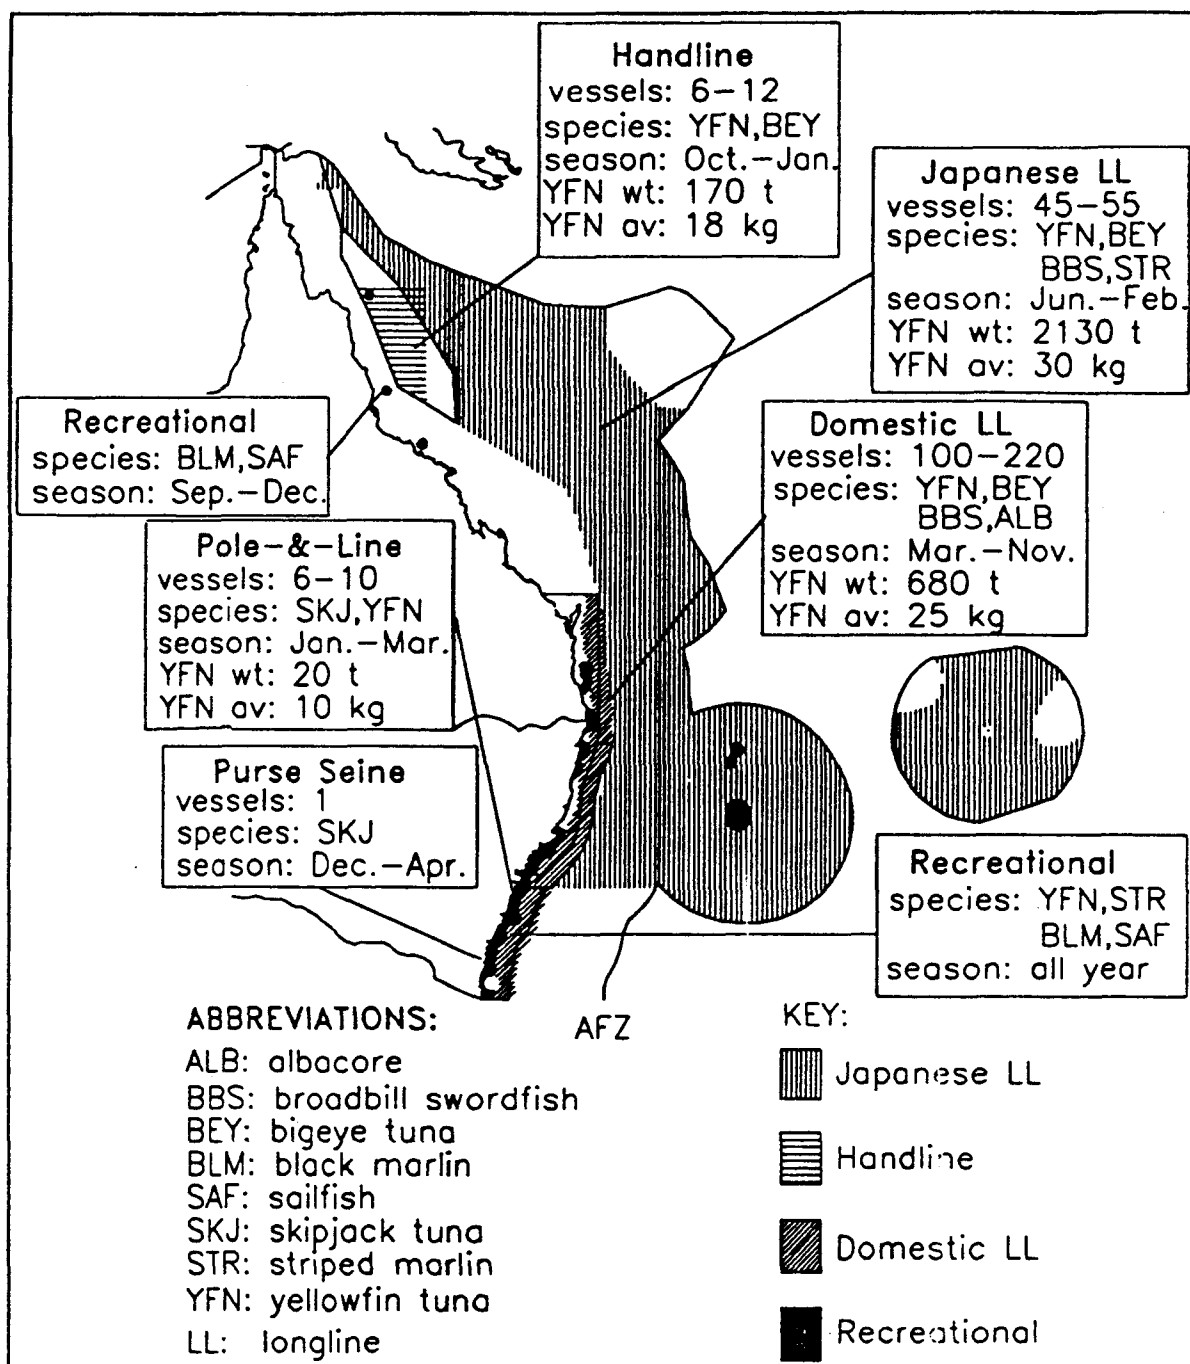 Handline
vessels: 6-12
species: YFN,BEY
season: Oct.-Jan.
YFN wt: 170 t
YFN av: 18 kg
Japanese LL
vessels: 45-55
species: YFN,BEY
BBS,STR
season: Jun.-Feb.
YFN wt: 2130 t
YFN av: 30 kg
Recreational
species: BLM,SAF
season: Sep.-Dec.
Domestic LL
vessels: 100-220
species: YFN,BEY
BBS,ALB
season: Mar.-Nov.
YFN wt: 680 t
YFN av: 25 kg
Pole-&-Line
vessels: 6-10
species: SKJ,YFN
season: Jan.-Mar.
YFN wt: 20 t
YFN av: 10 kg
Purse Seine
vessels: 1
species: SKJ
season: Dec.-Apr.
Recreational
species: YFN,STR
BLM,SAF
season: all year
AFZ
ABBREVIATIONS:
ALB: albacore
BBS: broadbill swordfish
BEY: bigeye tuna
BLM: black marlin
SAF: sailfish
SKJ: skipjack tuna
STR: striped marlin
YFN: yellowfin tuna
LL: longline
KEY:
Japanese LL
Handline
Domestic LL
Recreational